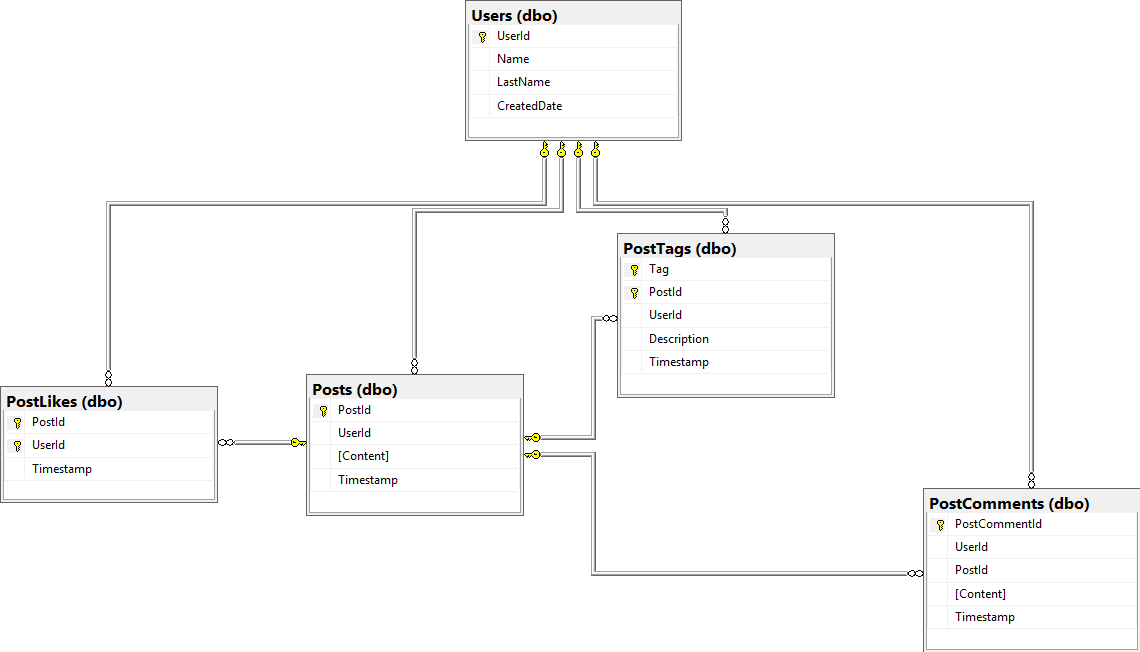 Users (dbo)
UserId
Name
LastName
CreatedDate
PostTags (dbo)
Tag
PostId
UserId
Description
Timestamp
PostLikes (dbo)
PostId
UserId
Timestamp
Posts (dbo)
PostId
UserId
[Content]
Timestamp
PostComments (dbo)
PostCommentId
UserId
PostId
[Content]
Timestamp